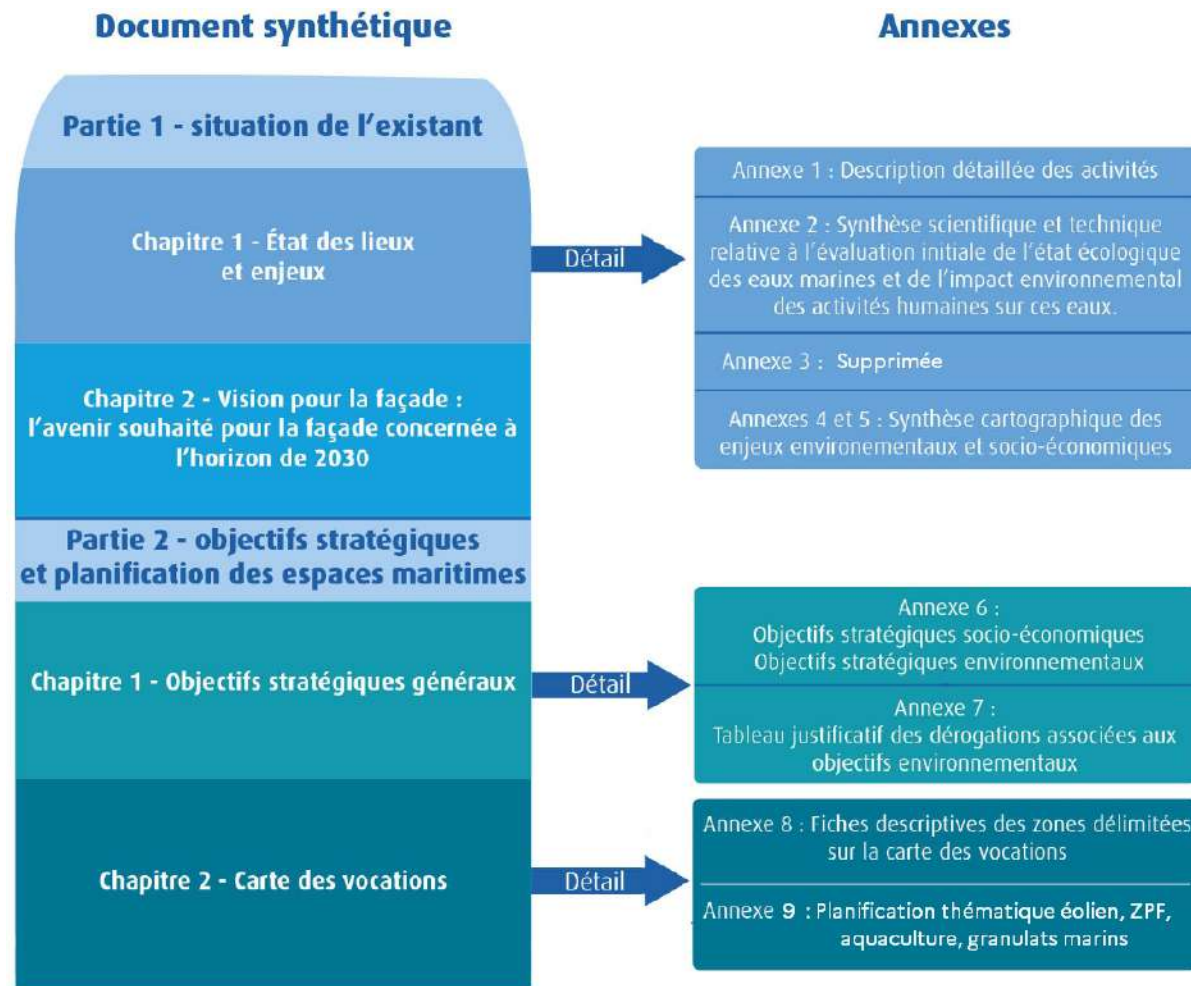 Document synthétique
Partie 1 - situation de l'existant
Chapitre 1 - État des lieux
et enjeux
Chapitre 2 - Vision pour la façade :
l'avenir souhaité pour la façade concernée à
l'horizon de 2030
Partie 2 - objectifs stratégiques
et planification des espaces maritimes
Chapitre 1 - Objectifs stratégiques généraux
Chapitre 2 - Carte des vocations
Détail
Détail
Détail
Annexes
Annexe 1 : Description détaillée des activités
Annexe 2 : Synthèse scientifique et technique
relative à l'évaluation initiale de l'état écologique
des eaux marines et de l'impact environnemental
des activités humaines sur ces eaux.
Annexe 3 : Supprimée
Annexes 4 et 5 : Synthèse cartographique des
enjeux environementaux et socio-économiques
Annexe 6 :
Objectifs stratégiques socio-économiques
Objectifs stratégiques environnementaux
Annexe 7 :
Tableau justificatif des dérogations associées aux
objectifs environnementaux
Annexe 8 : Fiches descriptives des zones délimitées
sur la carte des vocations
Annexe 9 : Planification thématique éolien, ZPF,
aquaculture, granulats marins